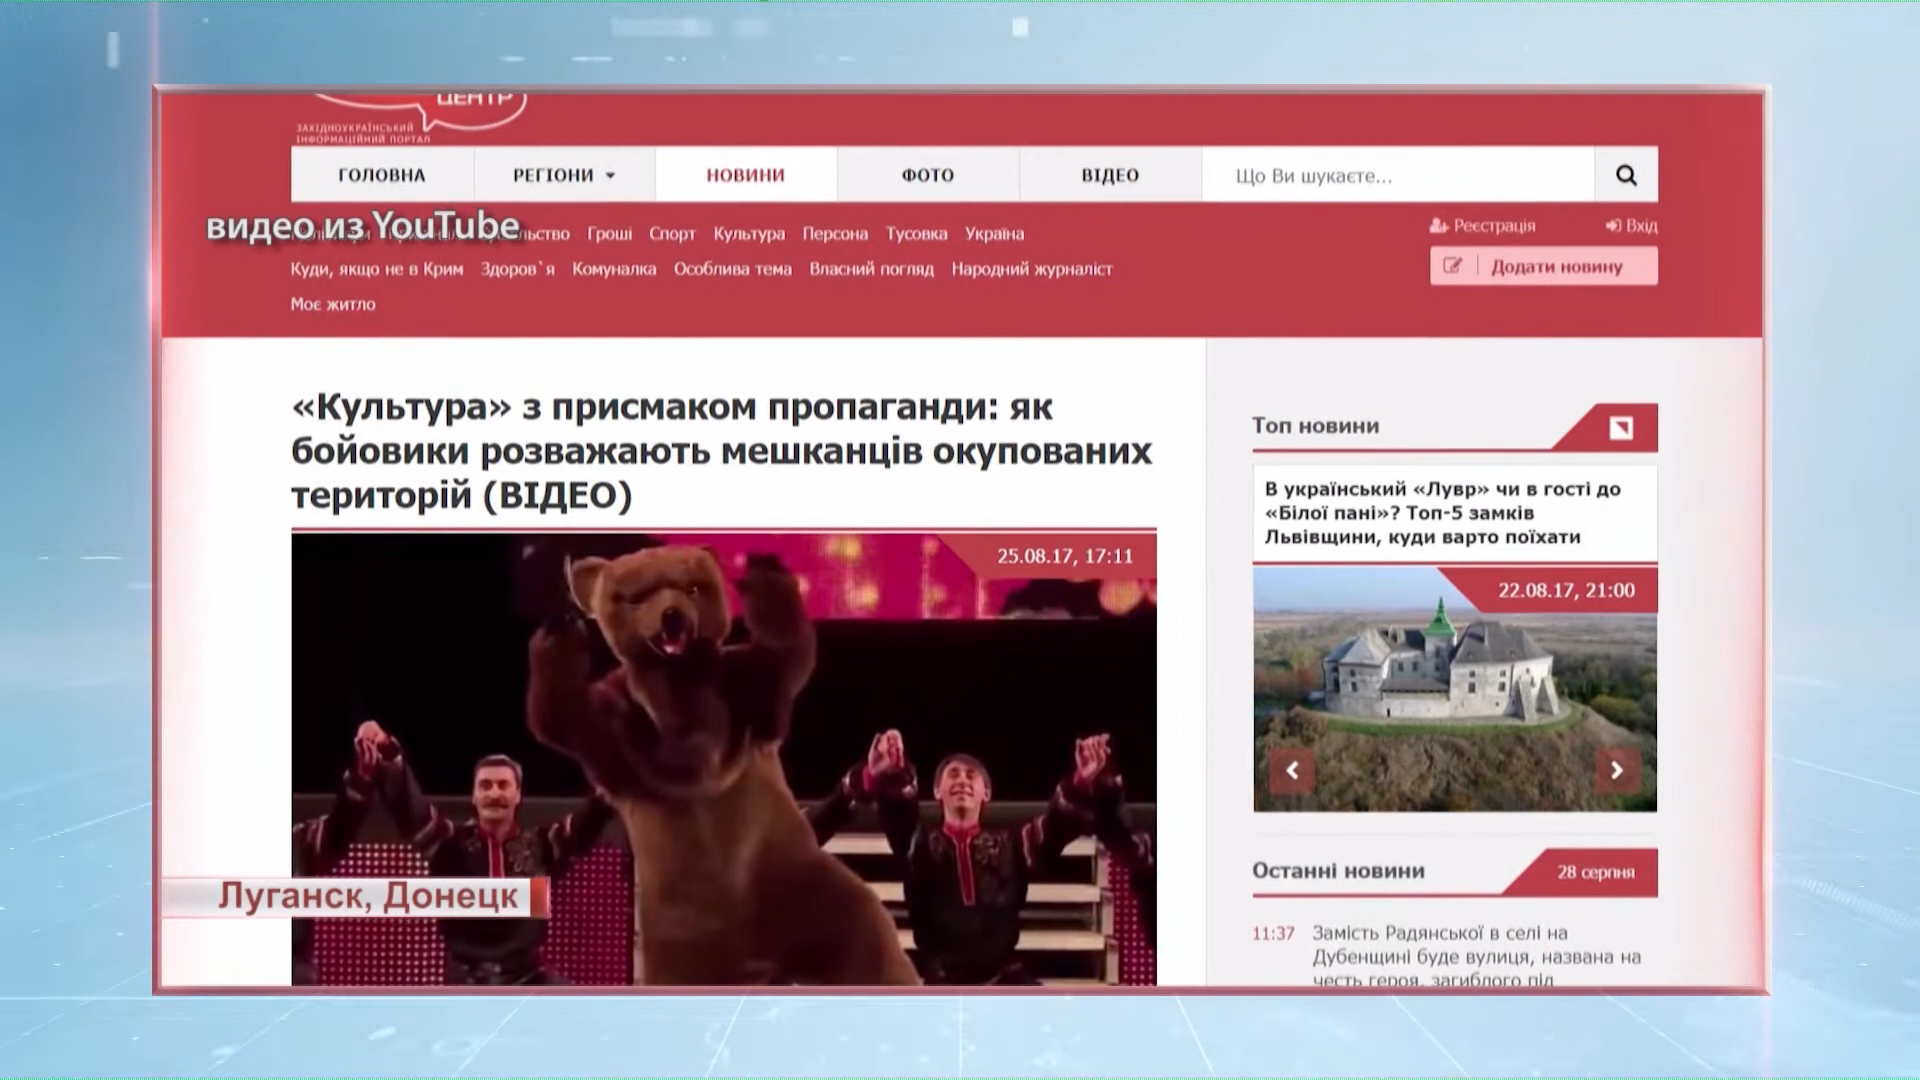 ЦЕНТР
ЗАХІДНОУКРАЇНСЬКИЙ
ІНФОРМАЦІЙНИЙ ПОРТАЛ
ГОЛОВНА РЕГІОНИ НОВИНИ ФОТО ВІДЕО Що Ви шукаєте...
видео из YouTube
Гроші Спорт Культура Персона Тусовка Україна
Реєстрація Вхід
Куди, якщо не в Крим Здоров`я Комуналка Особлива тема Власний погляд Народний журналіст
Додати новину
Моє житло
«Культура» з присмаком пропаганди: як
бойовики розважають мешканців окупованих
територій (ВІДЕО)
25.08.17, 17:11
Луганск, Донецк
Топ новини
В український «Лувр» чи в гості до
«Білої пані»? Топ-5 замків
Львівщини, куди варто поїхати
22.08.17, 21:00
Останні новини
28 серпня
11:37 Замість Радянської в селі на
Дубенщині буде вулиця, названа на
честь героя, загиблого під